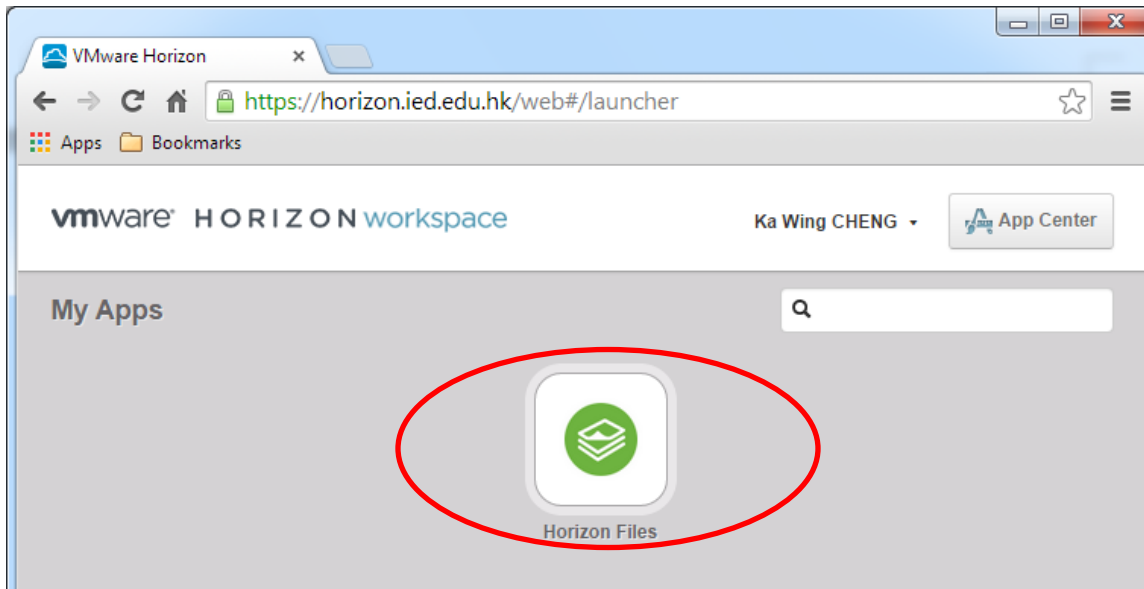 VMware Horizon
https://horizon.ied.edu.hk/web#/launcher
Apps Bookmarks
vmware HORIZON workspace
Ka Wing CHENG
App Center
My Apps
Horizon Files